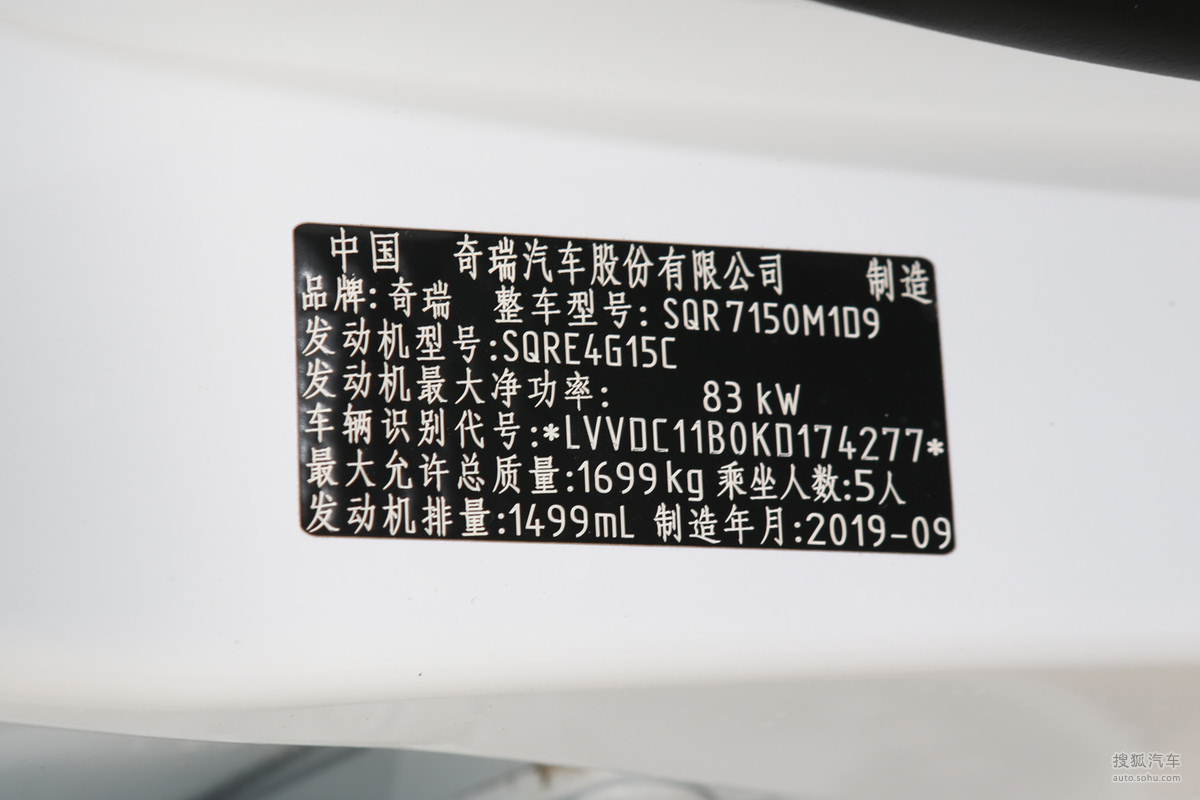 中国 奇瑞汽车股份有限公司 制造
品牌:奇瑞 整车型号:SQR7150M1D9
发动机型号:SQRE4G15C
发动机最大净功率: 83 kW
车辆识别代号:*LVVDC11B0KD174277*
最大允许总质量:1699kg 乘坐人数:5人
发动机排量:1499mL 制造年月:2019-09
搜狐汽车
auto.sohu.com